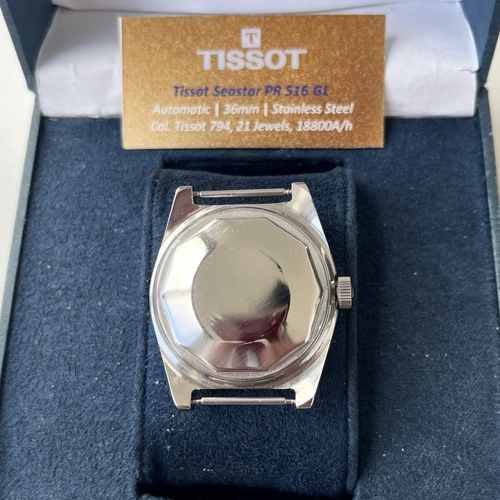 T
TISSOT
Tissot Seastar PR 516 GL
Automatic | 36mm | Stainless Steel
Cal. Tissot 794, 21 Jewels, 18800A/h